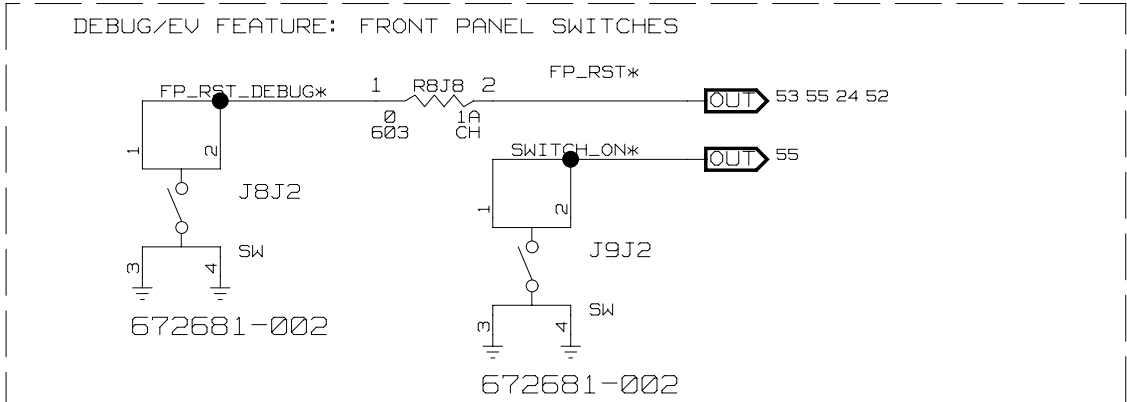 DEBUG/EV FEATURE: FRONT PANEL SWITCHES
FP_RST_DEBUG*
1 R8J8 2
0 1A
603 CH
FP_RST*
OUT 53 55 24 52
SWITCH_ON*
OUT 55
1 2
J8J2
SW
3 4
672681-002
1 2
J9J2
SW
3 4
672681-002